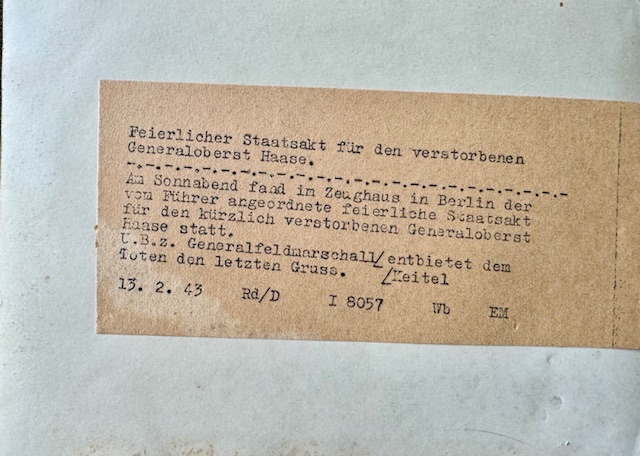 Feierlicher Staatsakt für den verstorbenen
Generaloberst Haase.
-.-.-.-.-.-.-.-.-.-.-.-.-.-.-.-.-.-.-.-.-
Am Sonnabend fand im Zeughaus in Berlin der
vom Führer angeordnete feierliche Staatsakt
für den kürzlich verstorbenen Generaloberst
Haase statt.
U.B.z. Generalfeldmarschall/entbietet dem
Toten den letzten Gruss. /Keitel
13. 2. 43 Rd/D I 8057 Wb EM